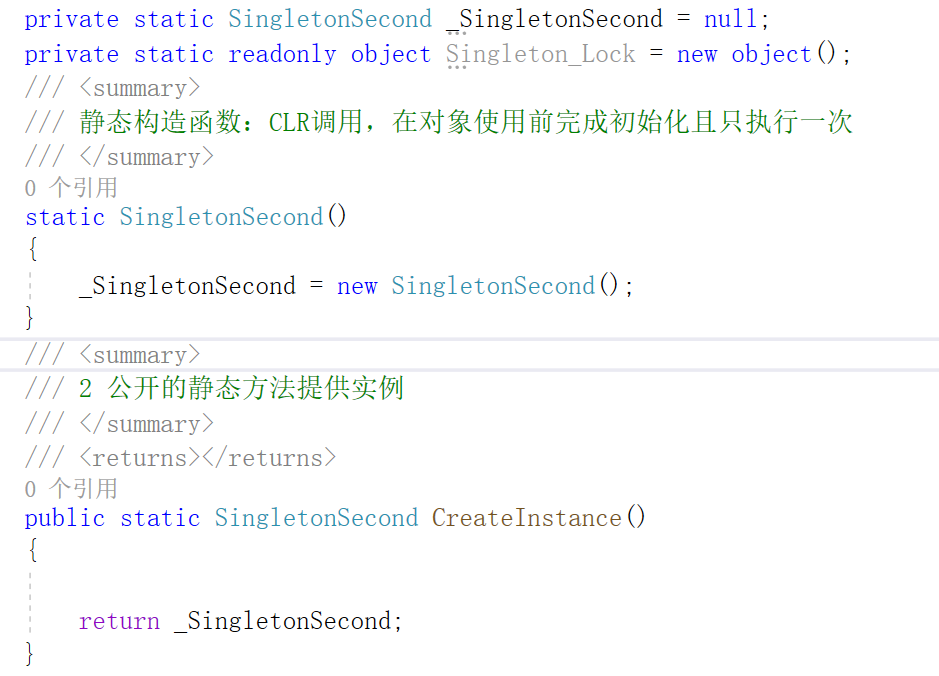 private static SingletonSecond _SingletonSecond = null;
private static readonly object Singleton_Lock = new object();
/// <summary>
/// 静态构造函数：CLR调用，在对象使用前完成初始化且只执行一次
/// </summary>
0 个引用
static SingletonSecond()
{
_SingletonSecond = new SingletonSecond();
}
/// <summary>
/// 2 公开的静态方法提供实例
/// </summary>
/// <returns></returns>
0 个引用
public static SingletonSecond CreateInstance()
{
return _SingletonSecond;
}